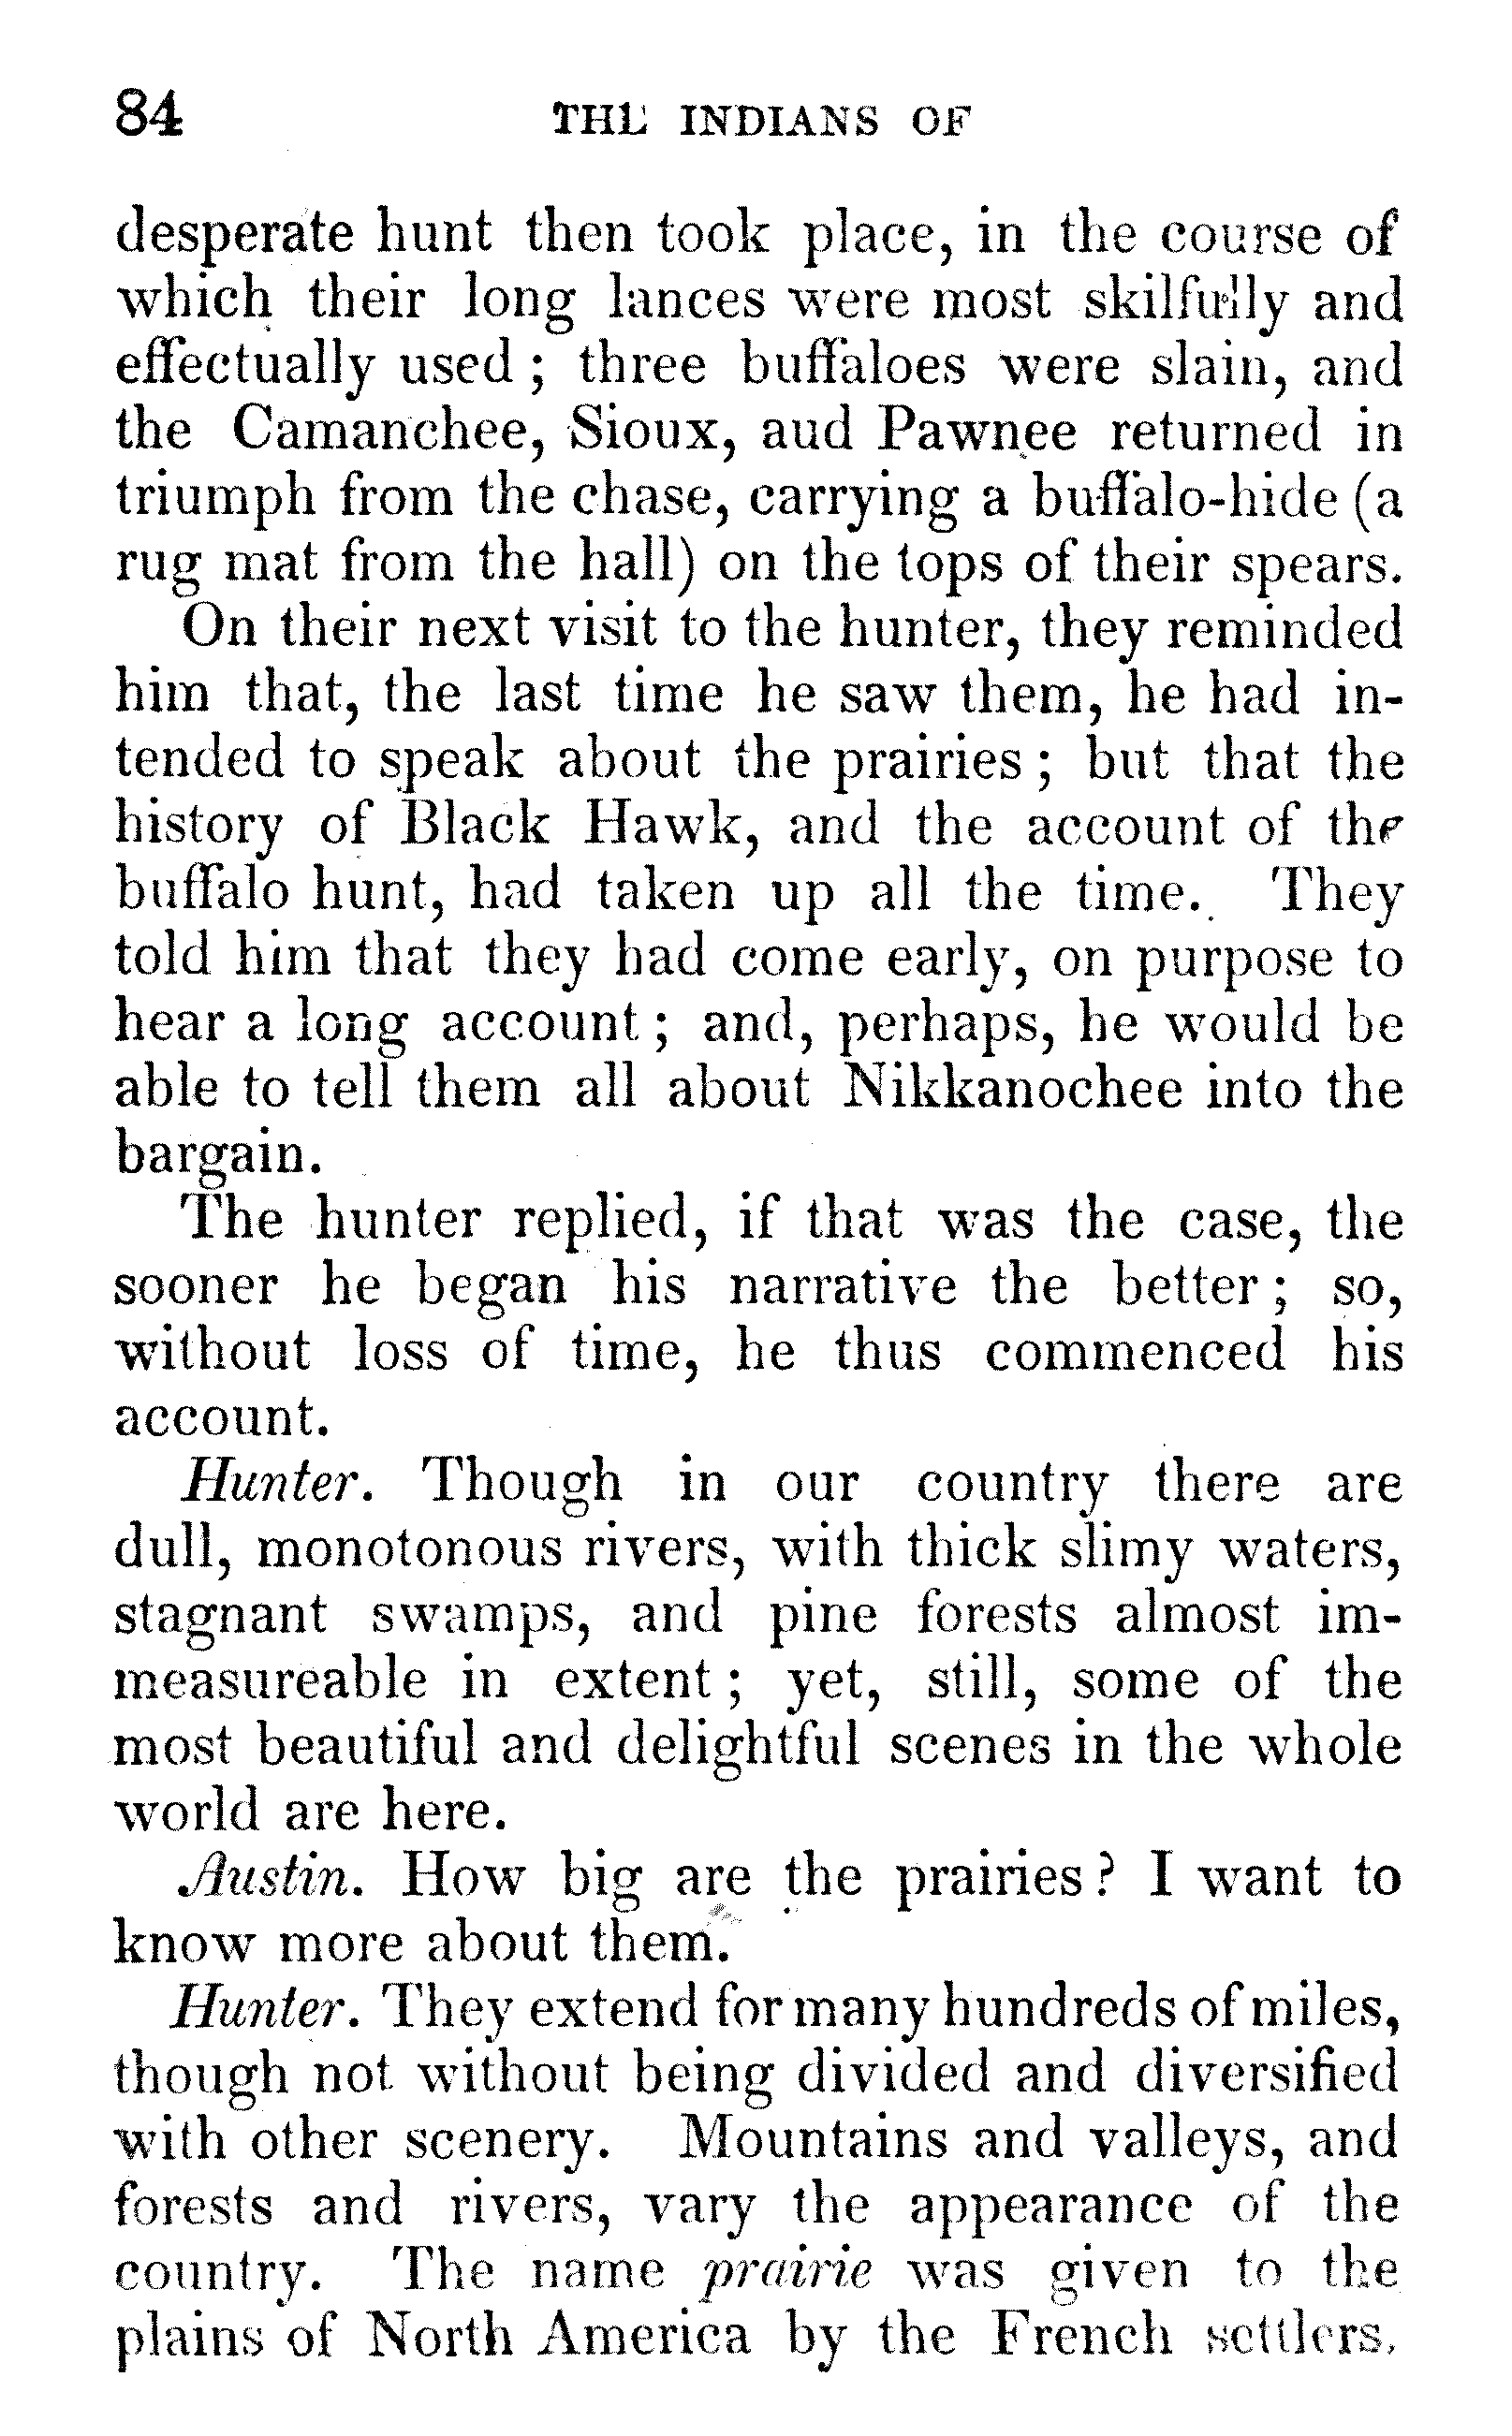 84 THE INDIANS OF
desperate hunt then took place, in the course of
which their long lances were most skilfully and
effectually used ; three buffaloes were slain, and
the Camanchee, Sioux, aud Pawnee returned in
triumph from the chase, carrying a buffalo-hide (a
rug mat from the hall) on the tops of their spears.
On their next visit to the hunter, they reminded
him that, the last time he saw them, he had in-
tended to speak about the prairies ; but that the
history of Black Hawk, and the account of the
buffalo hunt, had taken up all the time. They
told him that they had come early, on purpose to
hear a long account ; and, perhaps, he would be
able to tell them all about Nikkanochee into the
bargain.
The hunter replied, if that was the case, the
sooner he began his narrative the better ; so,
without loss of time, he thus commenced his
account.
Hunter. Though in our country there are
dull, monotonous rivers, with thick slimy waters,
stagnant swamps, and pine forests almost im-
measureable in extent ; yet, still, some of the
most beautiful and delightful scenes in the whole
world are here.
Austin. How big are the prairies ? I want to
know more about them.
Hunter. They extend for many hundreds of miles,
though not without being divided and diversified
with other scenery. Mountains and valleys, and
forests and rivers, vary the appearance of the
country. The name prairie was given to the
plains of North America by the French settlers,